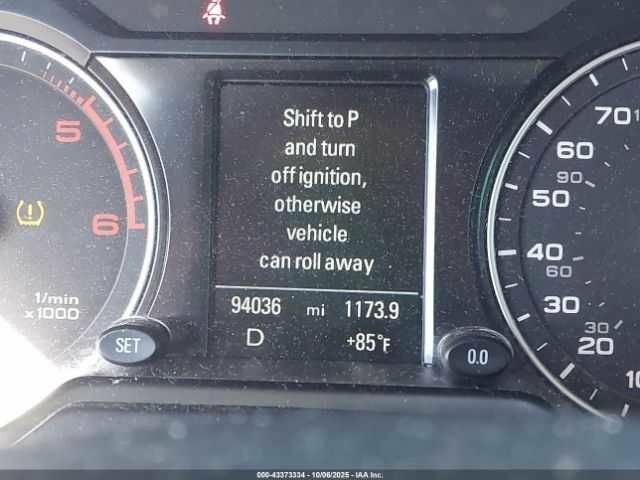 Shift to P
and turn
off ignition,
otherwise
vehicle
can roll away
94036 mi 1173.9
D +85°F
5
6
1/min
x1000
SET
0.0
70
60
90
50
40
60
30
30
20
000-43373334 - 10/06/2025 - IAA Inc.